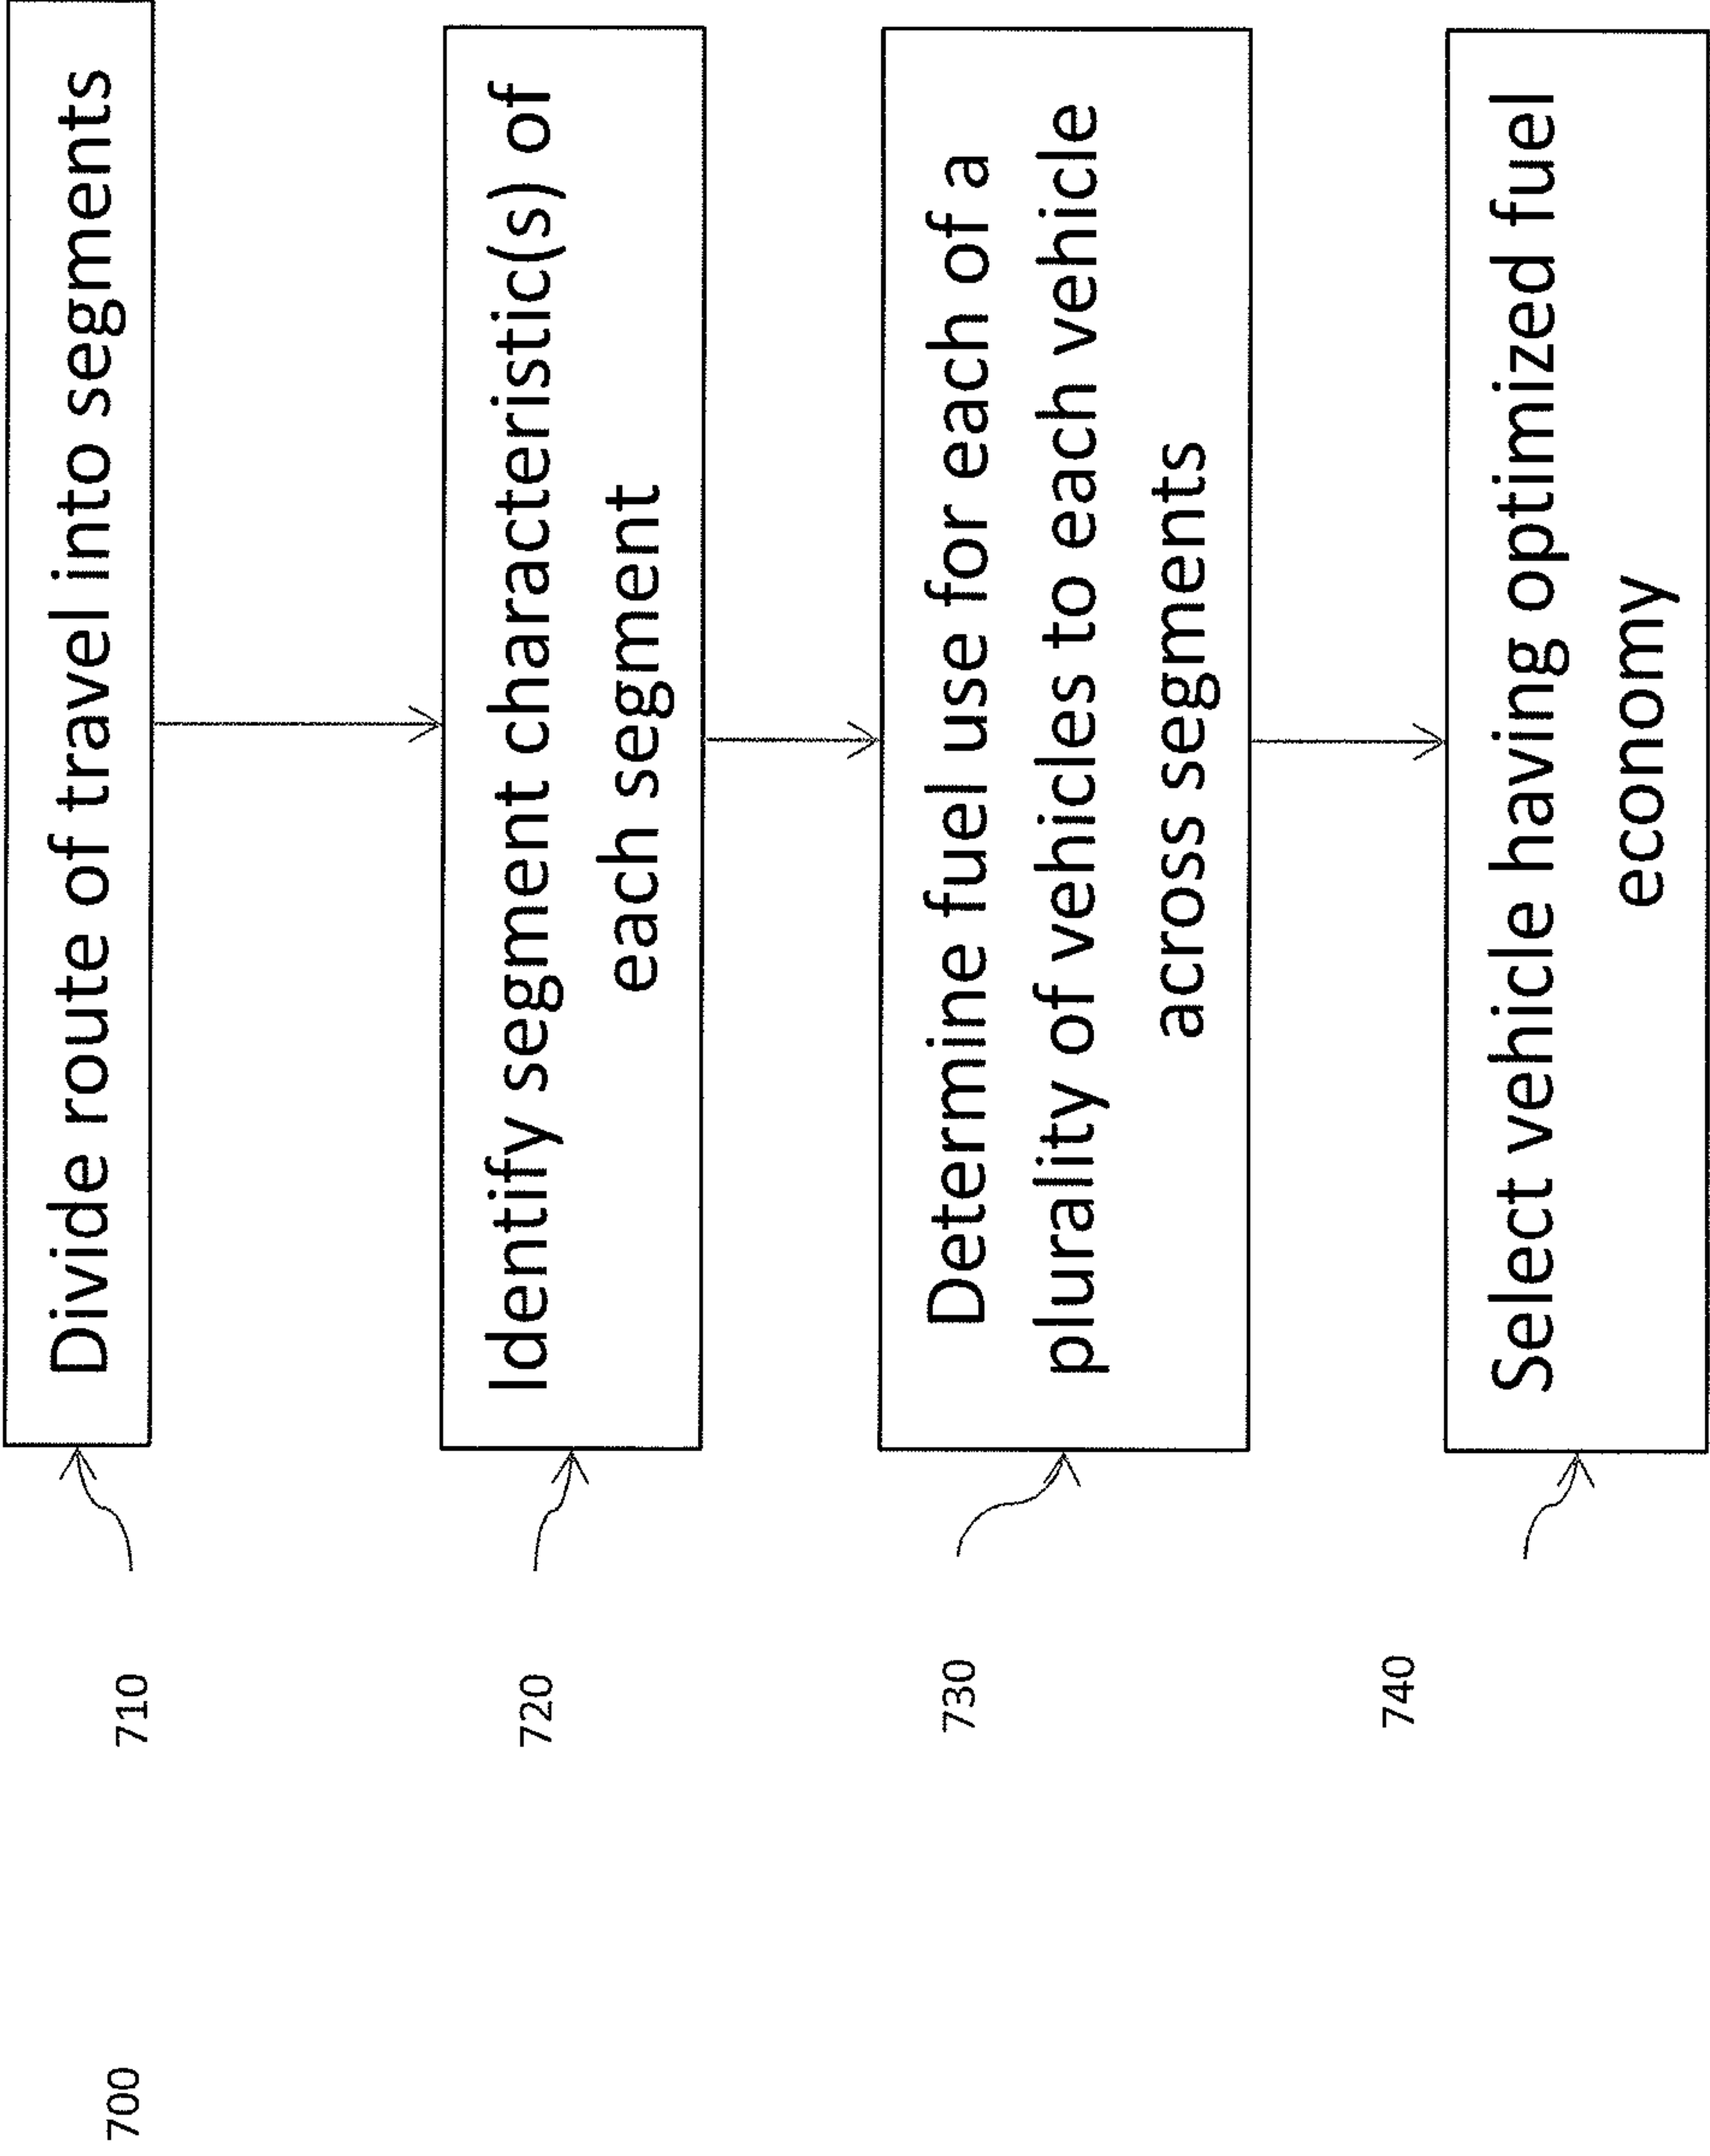 700
710
Divide route of travel into segments
720
Identify segment characteristic(s) of
each segment
730
Determine fuel use for each of a
plurality of vehicles to each vehicle
across segments
740
Select vehicle having optimized fuel
economy